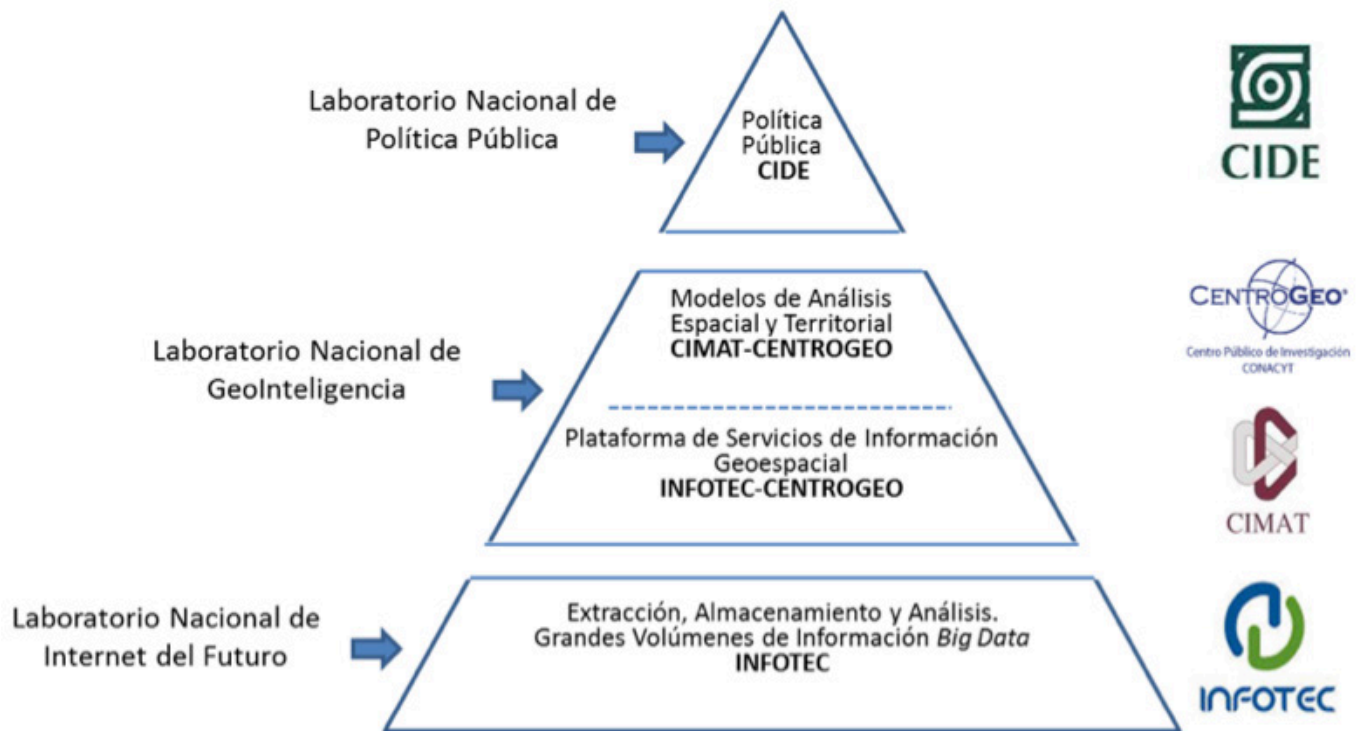 Laboratorio Nacional de
Política Pública
Política
Pública
CIDE
CIDE
Laboratorio Nacional de
GeoInteligencia
Modelos de Análisis
Espacial y Territorial
CIMAT-CENTROGEO
Plataforma de Servicios de Información
Geoespacial
INFOTEC-CENTROGEO
CENTROGEO®
Centro Público de Investigación
CONACYT
CIMAT
Laboratorio Nacional de
Internet del Futuro
Extracción, Almacenamiento y Análisis.
Grandes Volúmenes de Información Big Data
INFOTEC
INFOTEC